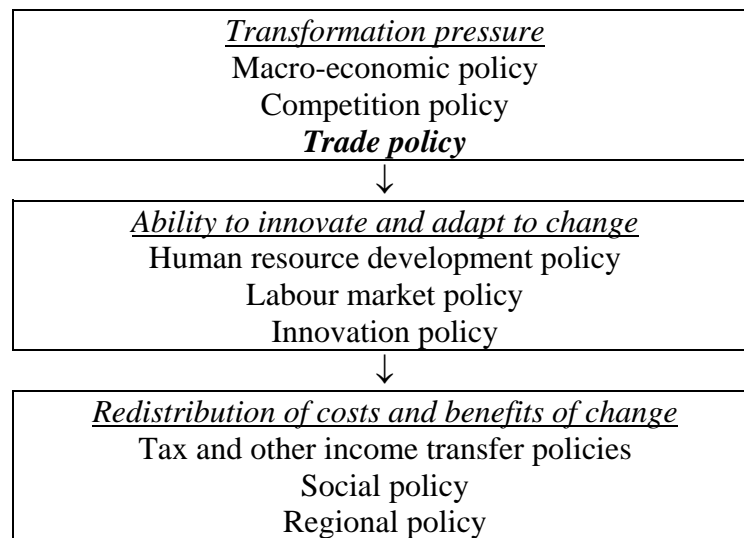 Transformation pressure
Macro-economic policy
Competition policy
Trade policy
↓
Ability to innovate and adapt to change
Human resource development policy
Labour market policy
Innovation policy
↓
Redistribution of costs and benefits of change
Tax and other income transfer policies
Social policy
Regional policy